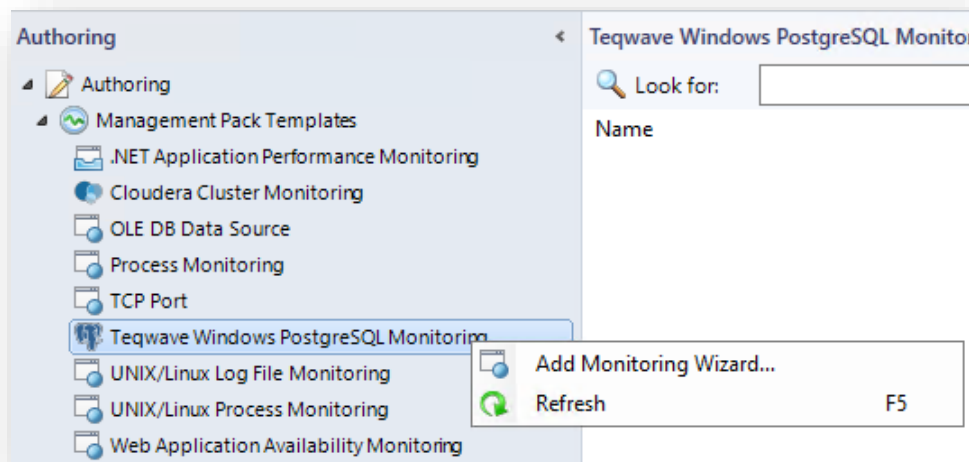 Authoring
Teqwave Windows PostgreSQL Monitor
Authoring
Look for:
Management Pack Templates
Name
.NET Application Performance Monitoring
Cloudera Cluster Monitoring
OLE DB Data Source
Process Monitoring
TCP Port
Teqwave Windows PostgreSQL Monitoring
Add Monitoring Wizard...
UNIX/Linux Log File Monitoring
Refresh F5
UNIX/Linux Process Monitoring
Web Application Availability Monitoring